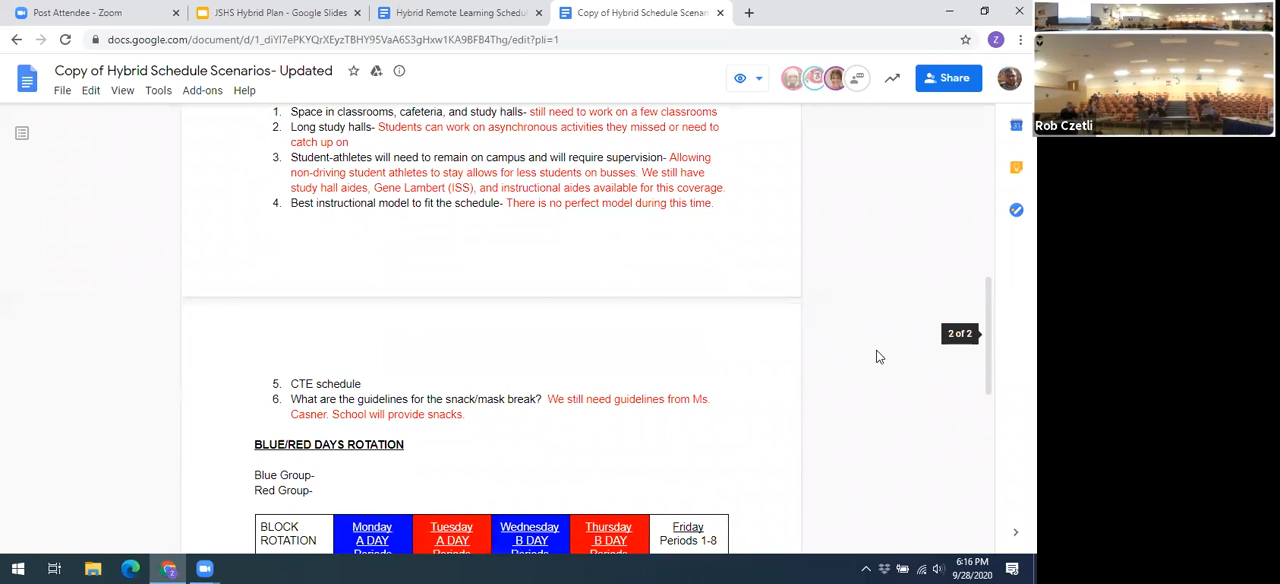 Post Attendee - Zoom
JSHS Hybrid Plan - Google Slides
Hybrid Remote Learning Schedu
Copy of Hybrid Schedule Scenar
docs.google.com/document/d/1_diYl7ePKYQrXEyzTBHY95VaA6S3gHxw1KA9BFB4Thg/edit?pli=1
Z
Copy of Hybrid Schedule Scenarios- Updated
File Edit View Tools Add-ons Help
Share
Rob Czetli
1. Space in classrooms, cafeteria, and study halls- still need to work on a few classrooms
2. Long study halls- Students can work on asynchronous activities they missed or need to
catch up on
3. Student-athletes will need to remain on campus and will require supervision- Allowing
non-driving student athletes to stay allows for less students on busses. We still have
study hall aides, Gene Lambert (ISS), and instructional aides available for this coverage.
4. Best instructional model to fit the schedule- There is no perfect model during this time.
31
2 of 2
5. CTE schedule
6. What are the guidelines for the snack/mask break? We still need guidelines from Ms.
Casner. School will provide snacks.
BLUE/RED DAYS ROTATION
Blue Group-
Red Group-
BLOCK ROTATION
Monday A DAY Periods
Tuesday A DAY Periods
Wednesday B DAY Periods
Thursday B DAY Periods
Friday Periods 1-8
6:16 PM
9/28/2020